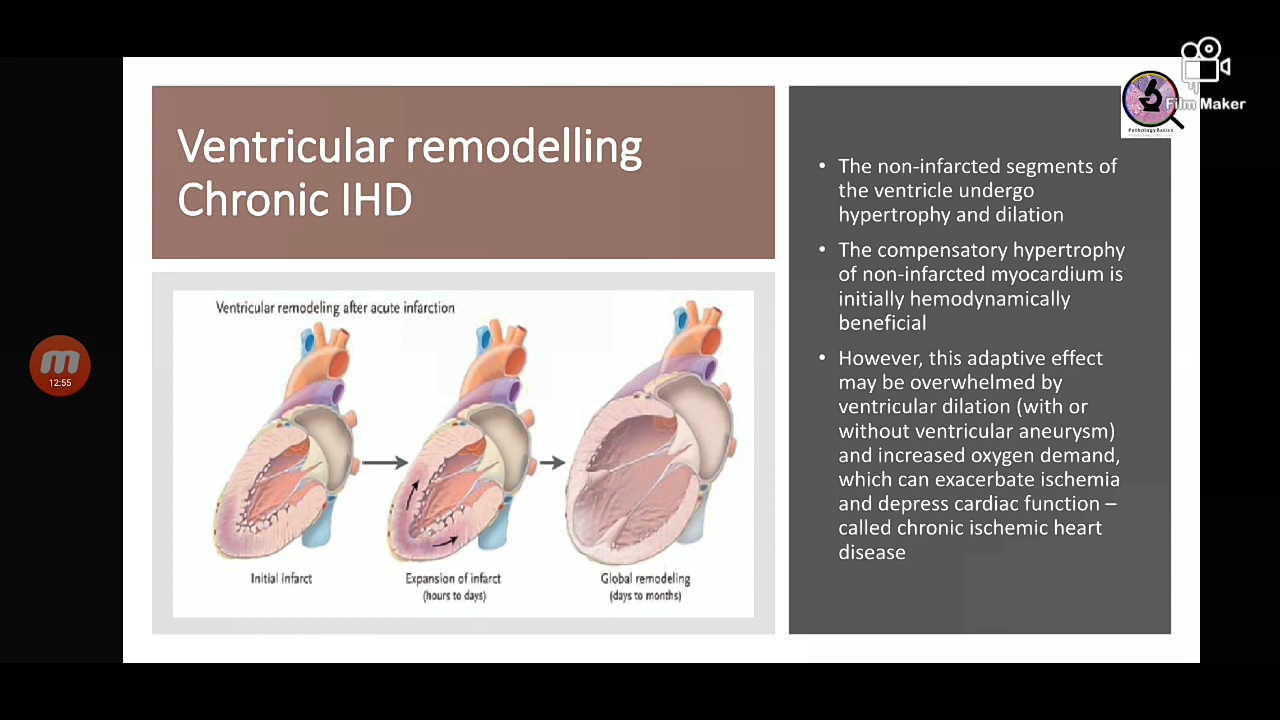 Film Maker
Pathology Basics
Ventricular remodelling
Chronic IHD
Ventricular remodeling after acute infarction
Initial infarct
Expansion of infarct
(hours to days)
Global remodeling
(days to months)
12:55
• The non-infarcted segments of
the ventricle undergo
hypertrophy and dilation
• The compensatory hypertrophy
of non-infarcted myocardium is
initially hemodynamically
beneficial
• However, this adaptive effect
may be overwhelmed by
ventricular dilation (with or
without ventricular aneurysm)
and increased oxygen demand,
which can exacerbate ischemia
and depress cardiac function –
called chronic ischemic heart
disease